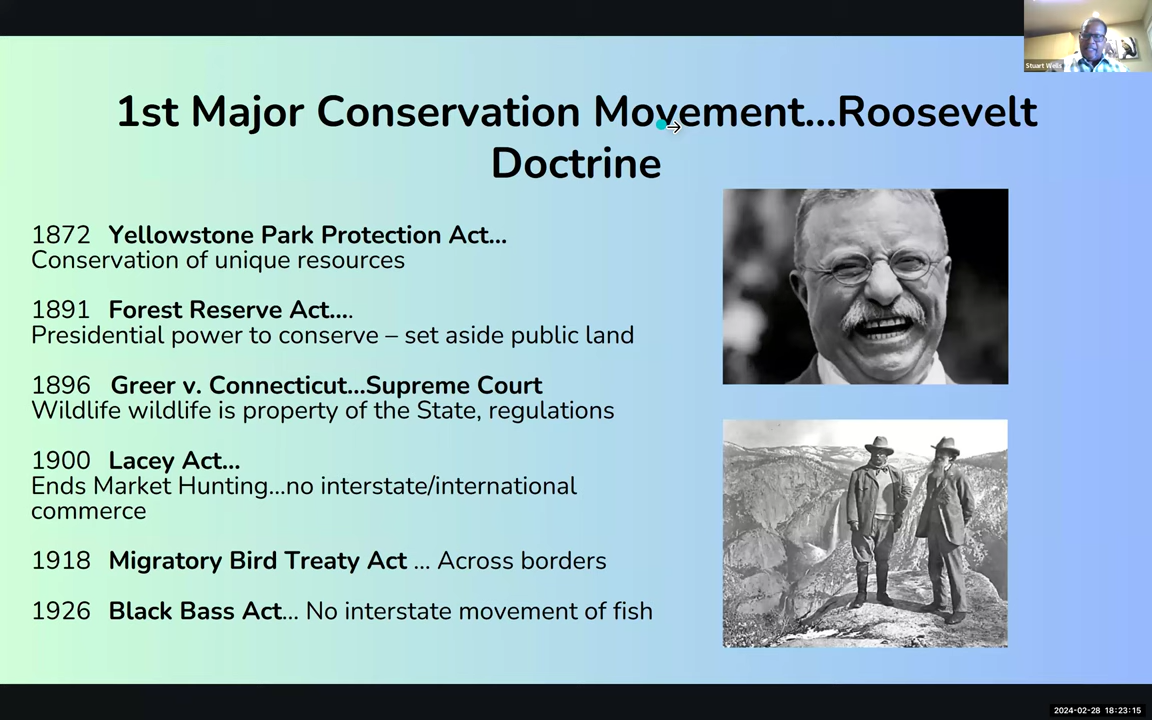 Stuart Wells
1st Major Conservation Movement...Roosevelt
Doctrine
1872 Yellowstone Park Protection Act...
Conservation of unique resources
1891 Forest Reserve Act....
Presidential power to conserve – set aside public land
1896 Greer v. Connecticut...Supreme Court
Wildlife wildlife is property of the State, regulations
1900 Lacey Act...
Ends Market Hunting...no interstate/international
commerce
1918 Migratory Bird Treaty Act ... Across borders
1926 Black Bass Act... No interstate movement of fish
2024-02-28 18:23:15